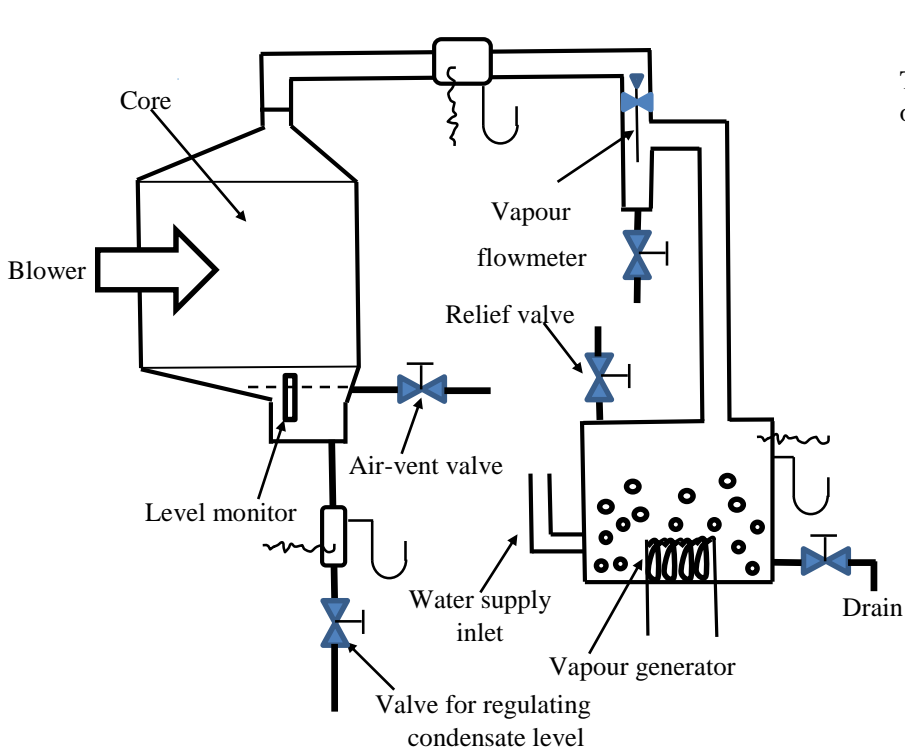 T
o
Core
Vapour
flowmeter
Blower
Relief valve
Air-vent valve
Level monitor
Water supply
inlet
Drain
Vapour generator
Valve for regulating
condensate level